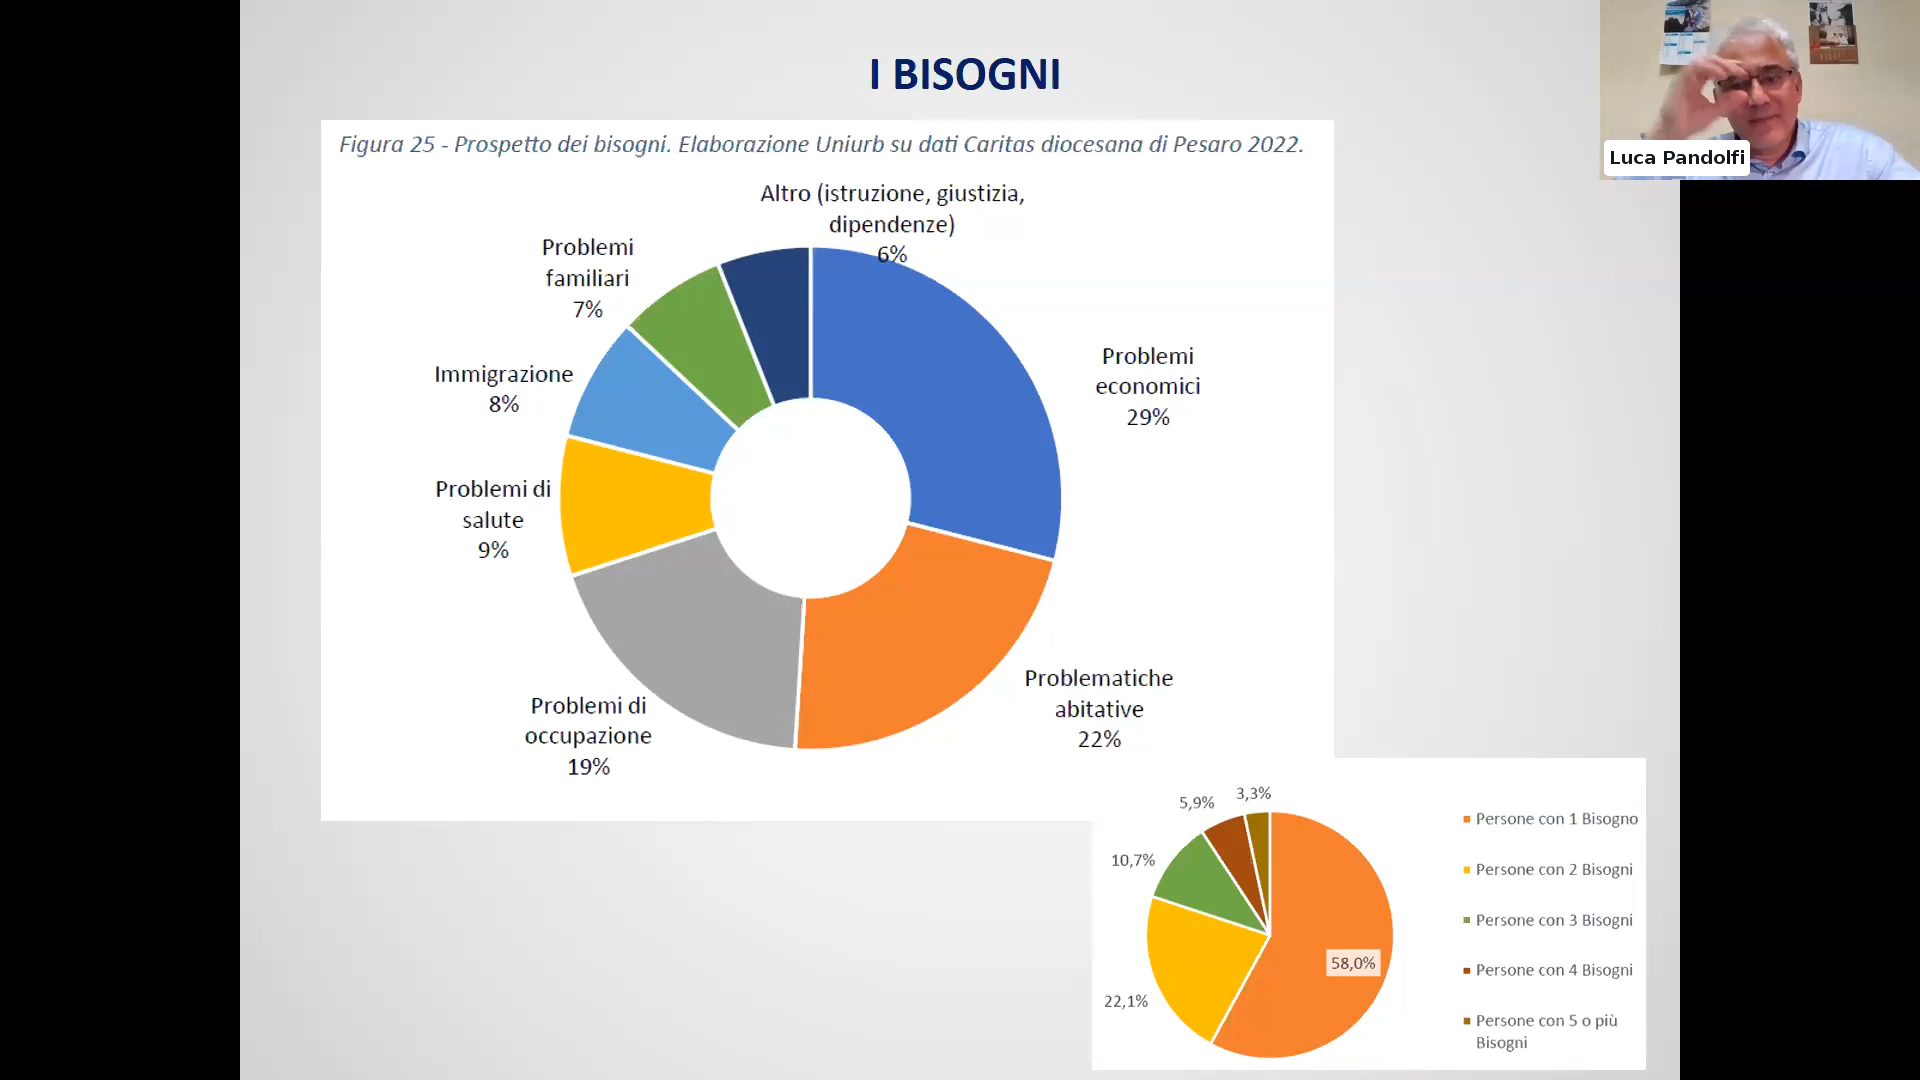 I BISOGNI
Luca Pandolfi
Figura 25 - Prospetto dei bisogni. Elaborazione Uniurb su dati Caritas diocesana di Pesaro 2022.
Altro (istruzione, giustizia,
dipendenze)
6%
Problemi
familiari
7%
Problemi
economici
29%
Immigrazione
8%
Problemi di
salute
9%
Problematiche
abitative
22%
Problemi di
occupazione
19%
3,3%
5,9%
10,7%
58,0%
22,1%
Persone con 1 Bisogno
Persone con 2 Bisogni
Persone con 3 Bisogni
Persone con 4 Bisogni
Persone con 5 o più
Bisogni